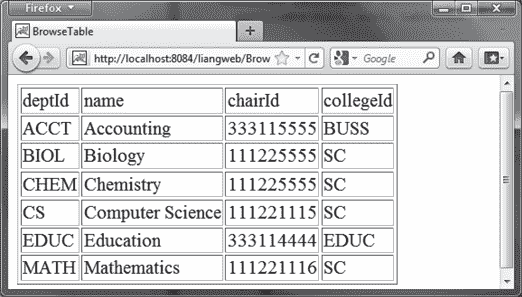 Firefox
BrowseTable
http://localhost:8084/liangweb/Brow
Google
deptId name chairId collegeId
ACCT Accounting 333115555 BUSS
BIOL Biology 111225555 SC
CHEM Chemistry 111225555 SC
CS Computer Science 111221115 SC
EDUC Education 333114444 EDUC
MATH Mathematics 111221116 SC